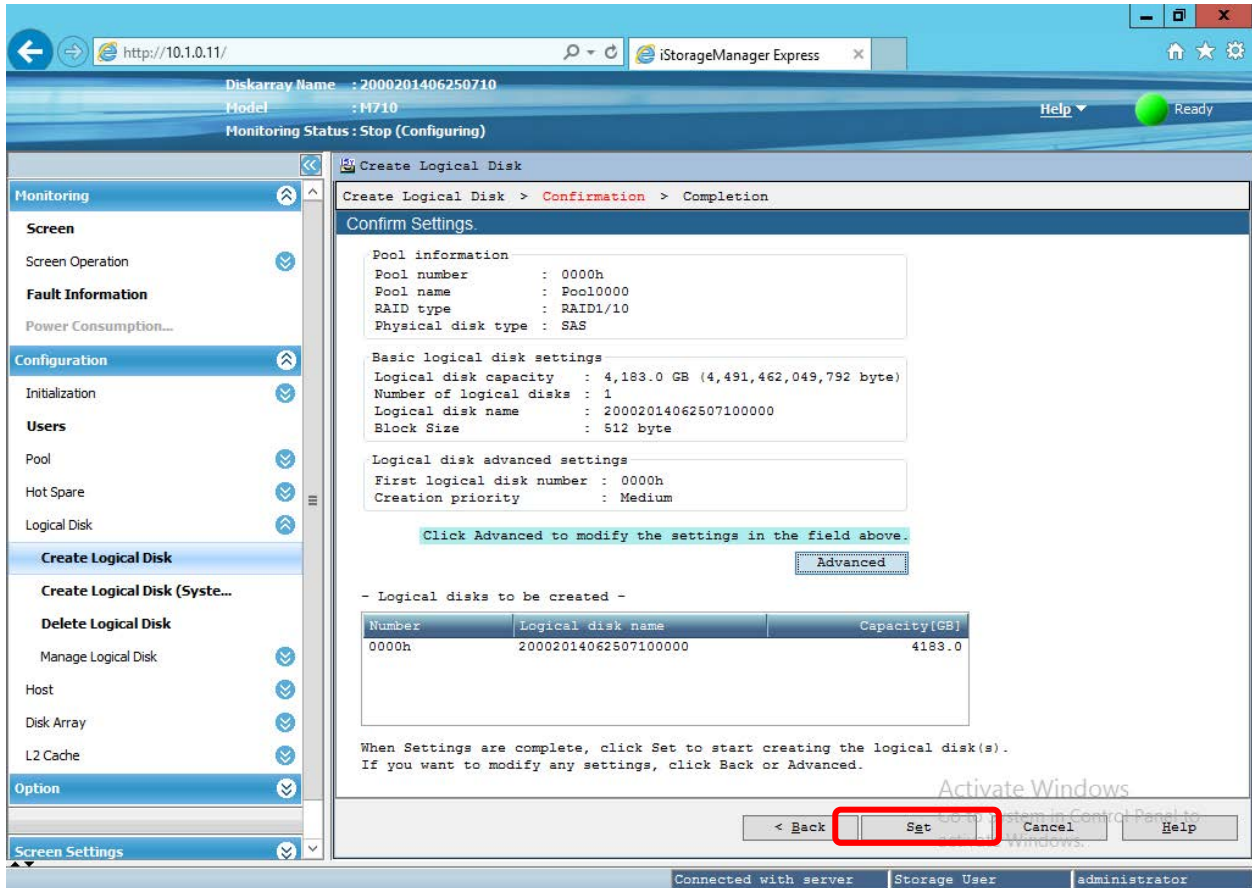 http://10.1.0.11/
iStorageManager Express
Diskarray Name : 2000201406250710
Model : M710
Monitoring Status : Stop (Configuring)
Help
Ready
Monitoring
Screen
Screen Operation
Fault Information
Power Consumption...
Configuration
Initialization
Users
Pool
Hot Spare
Logical Disk
Create Logical Disk
Create Logical Disk (Syste...
Delete Logical Disk
Manage Logical Disk
Host
Disk Array
L2 Cache
Option
Screen Settings
Create Logical Disk
Create Logical Disk > Confirmation > Completion
Confirm Settings.
Pool information
Pool number : 0000h
Pool name : Pool0000
RAID type : RAID1/10
Physical disk type : SAS
Basic logical disk settings
Logical disk capacity : 4,183.0 GB (4,491,462,049,792 byte)
Number of logical disks : 1
Logical disk name : 20002014062507100000
Block Size : 512 byte
Logical disk advanced settings
First logical disk number : 0000h
Creation priority : Medium
Click Advanced to modify the settings in the field above.
Advanced
- Logical disks to be created -
Number Logical disk name Capacity[GB]
0000h 20002014062507100000 4183.0
When Settings are complete, click Set to start creating the logical disk(s).
If you want to modify any settings, click Back or Advanced.
Activate Windows
Go to System in Control Panel to
activate Windows.
< Back Set Cancel Help
Connected with server Storage User administrator